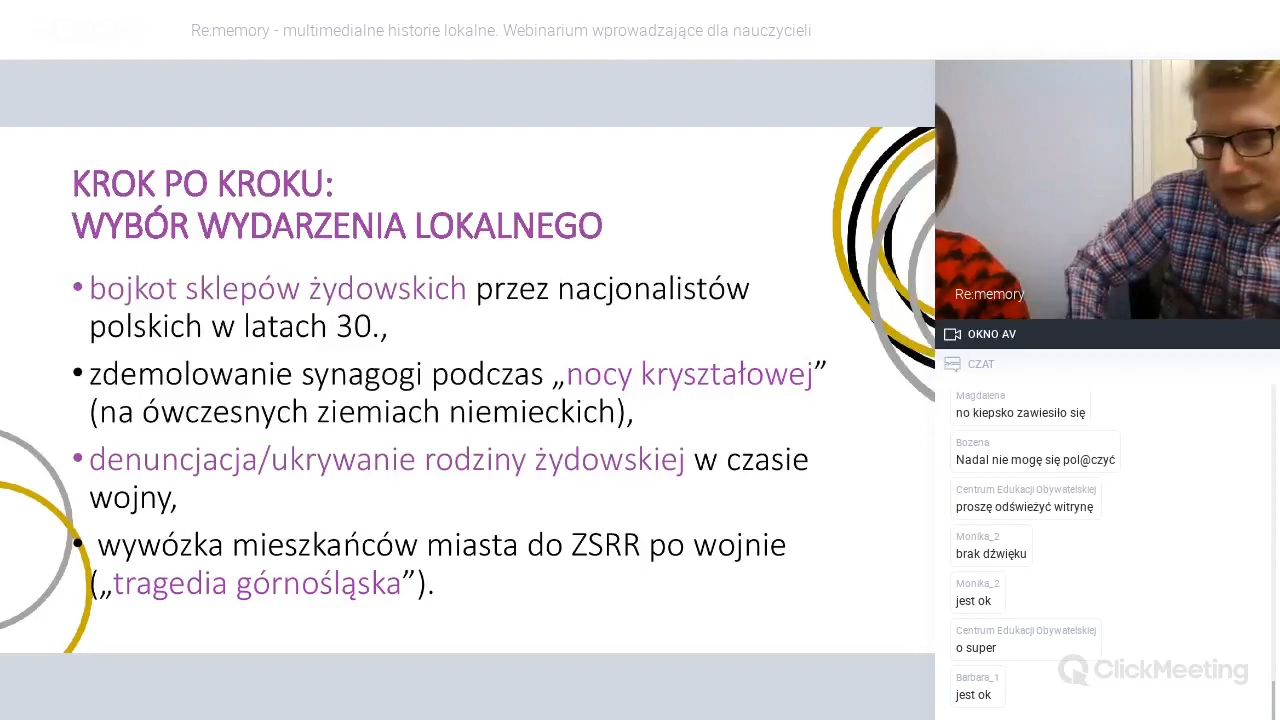 Re:memory - multimedialne historie lokalne. Webinarium wprowadzające dla nauczycieli
KROK PO KROKU:
WYBÓR WYDARZENIA LOKALNEGO
•bojkot sklepów żydowskich przez nacjonalistów
polskich w latach 30.,
•zdemolowanie synagogi podczas „nocy kryształowej”
(na ówczesnych ziemiach niemieckich),
•denuncjacja/ukrywanie rodziny żydowskiej w czasie
wojny,
• wywózka mieszkańców miasta do ZSRR po wojnie
(„tragedia górnośląska”).
Re:memory
OKNO AV
CZAT
Magdalena
no kiepsko zawiesiło się
Bozena
Nadal nie mogę się pol@czyć
Centrum Edukacji Obywatelskiej
proszę odświeżyć witrynę
Monika_2
brak dźwięku
Monika_2
jest ok
Centrum Edukacji Obywatelskiej
o super
Barbara_1
jest ok
ClickMeeting